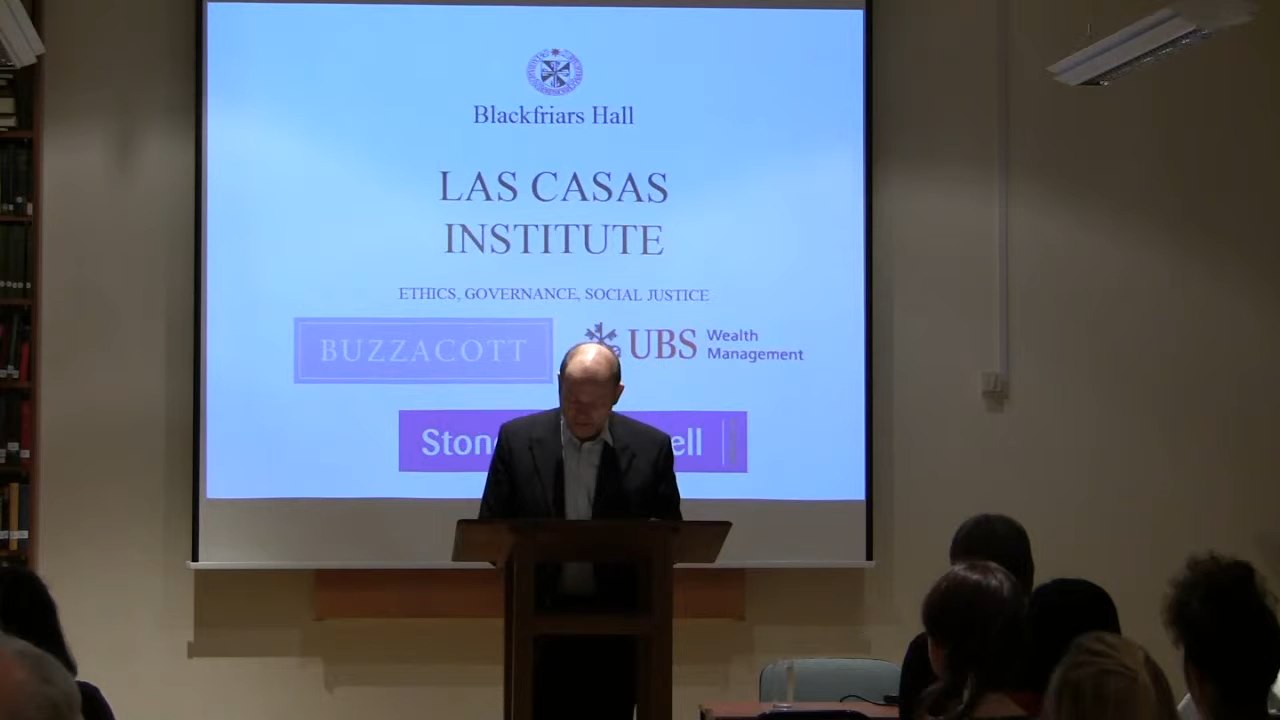 Blackfriars Hall
LAS CASAS
INSTITUTE
ETHICS, GOVERNANCE, SOCIAL JUSTICE
BUZZACOTT
UBS Wealth
Management